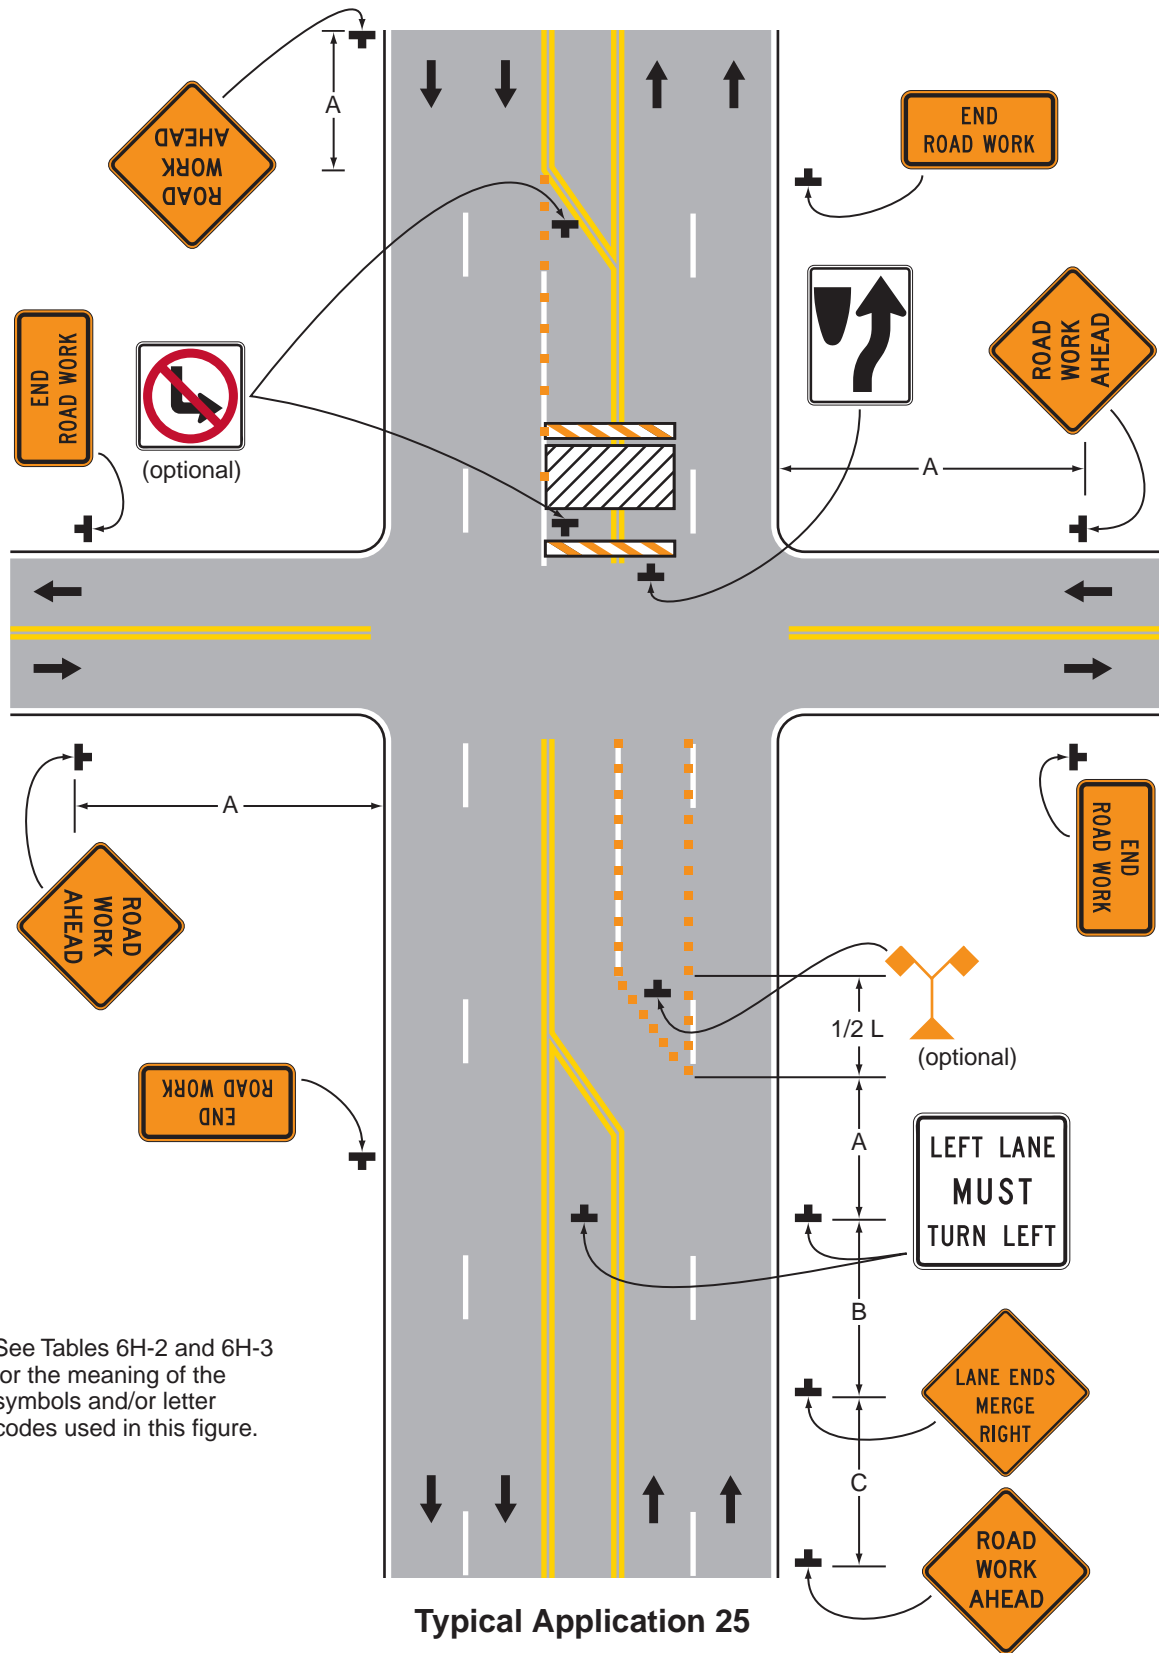 A
ROAD
WORK
AHEAD
END
ROAD WORK
END
ROAD WORK
(optional)
ROAD
WORK
AHEAD
A
A
ROAD
WORK
AHEAD
END
ROAD WORK
1/2 L
(optional)
END
ROAD WORK
A
LEFT LANE
MUST
TURN LEFT
B
See Tables 6H-2 and 6H-3
for the meaning of the
symbols and/or letter
codes used in this figure.
LANE ENDS
MERGE
RIGHT
C
ROAD
WORK
AHEAD
Typical Application 25